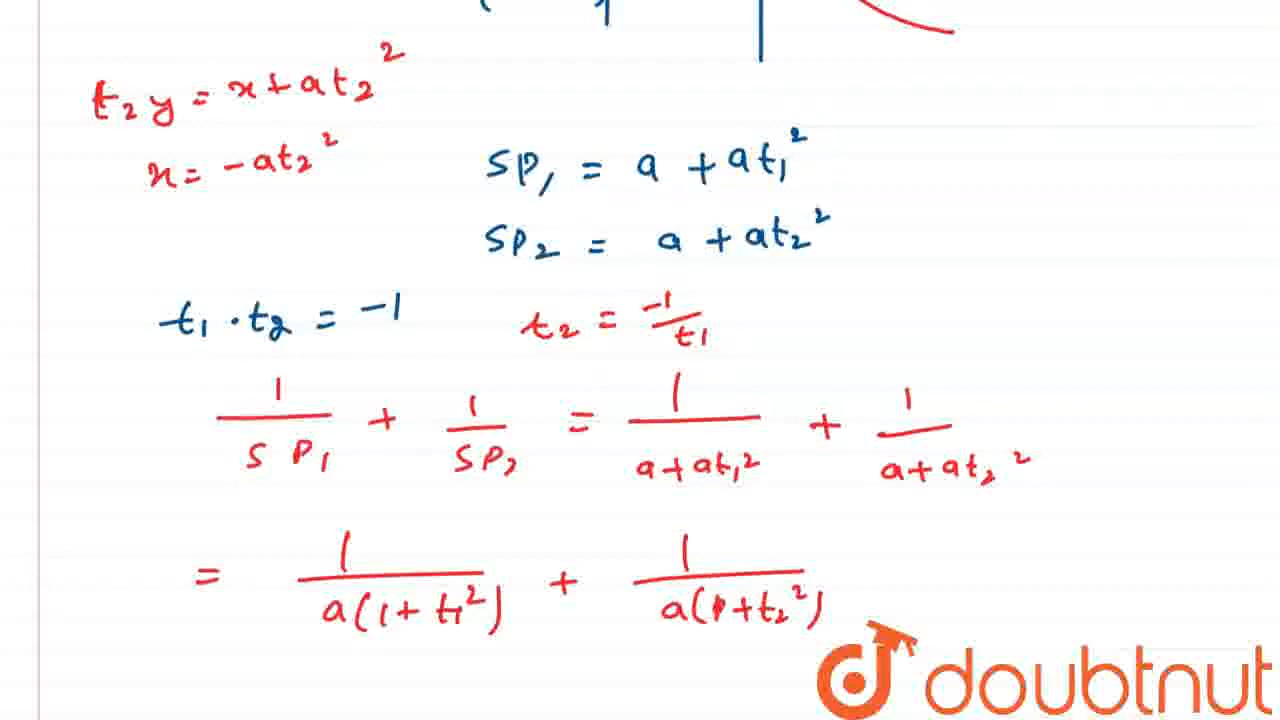 t₂y = x + at₂²
x = -at₂²
SP₁ = a + at₁²
SP₂ = a + at₂²
t₁ . t₂ = -1
t₂ = -1/t₁
1/SP₁ + 1/SP₂ = 1/(a+at₁²) + 1/(a+at₂²)
= 1/(a(1+t₁²)) + 1/(a(1+t₂²))
doubtnut